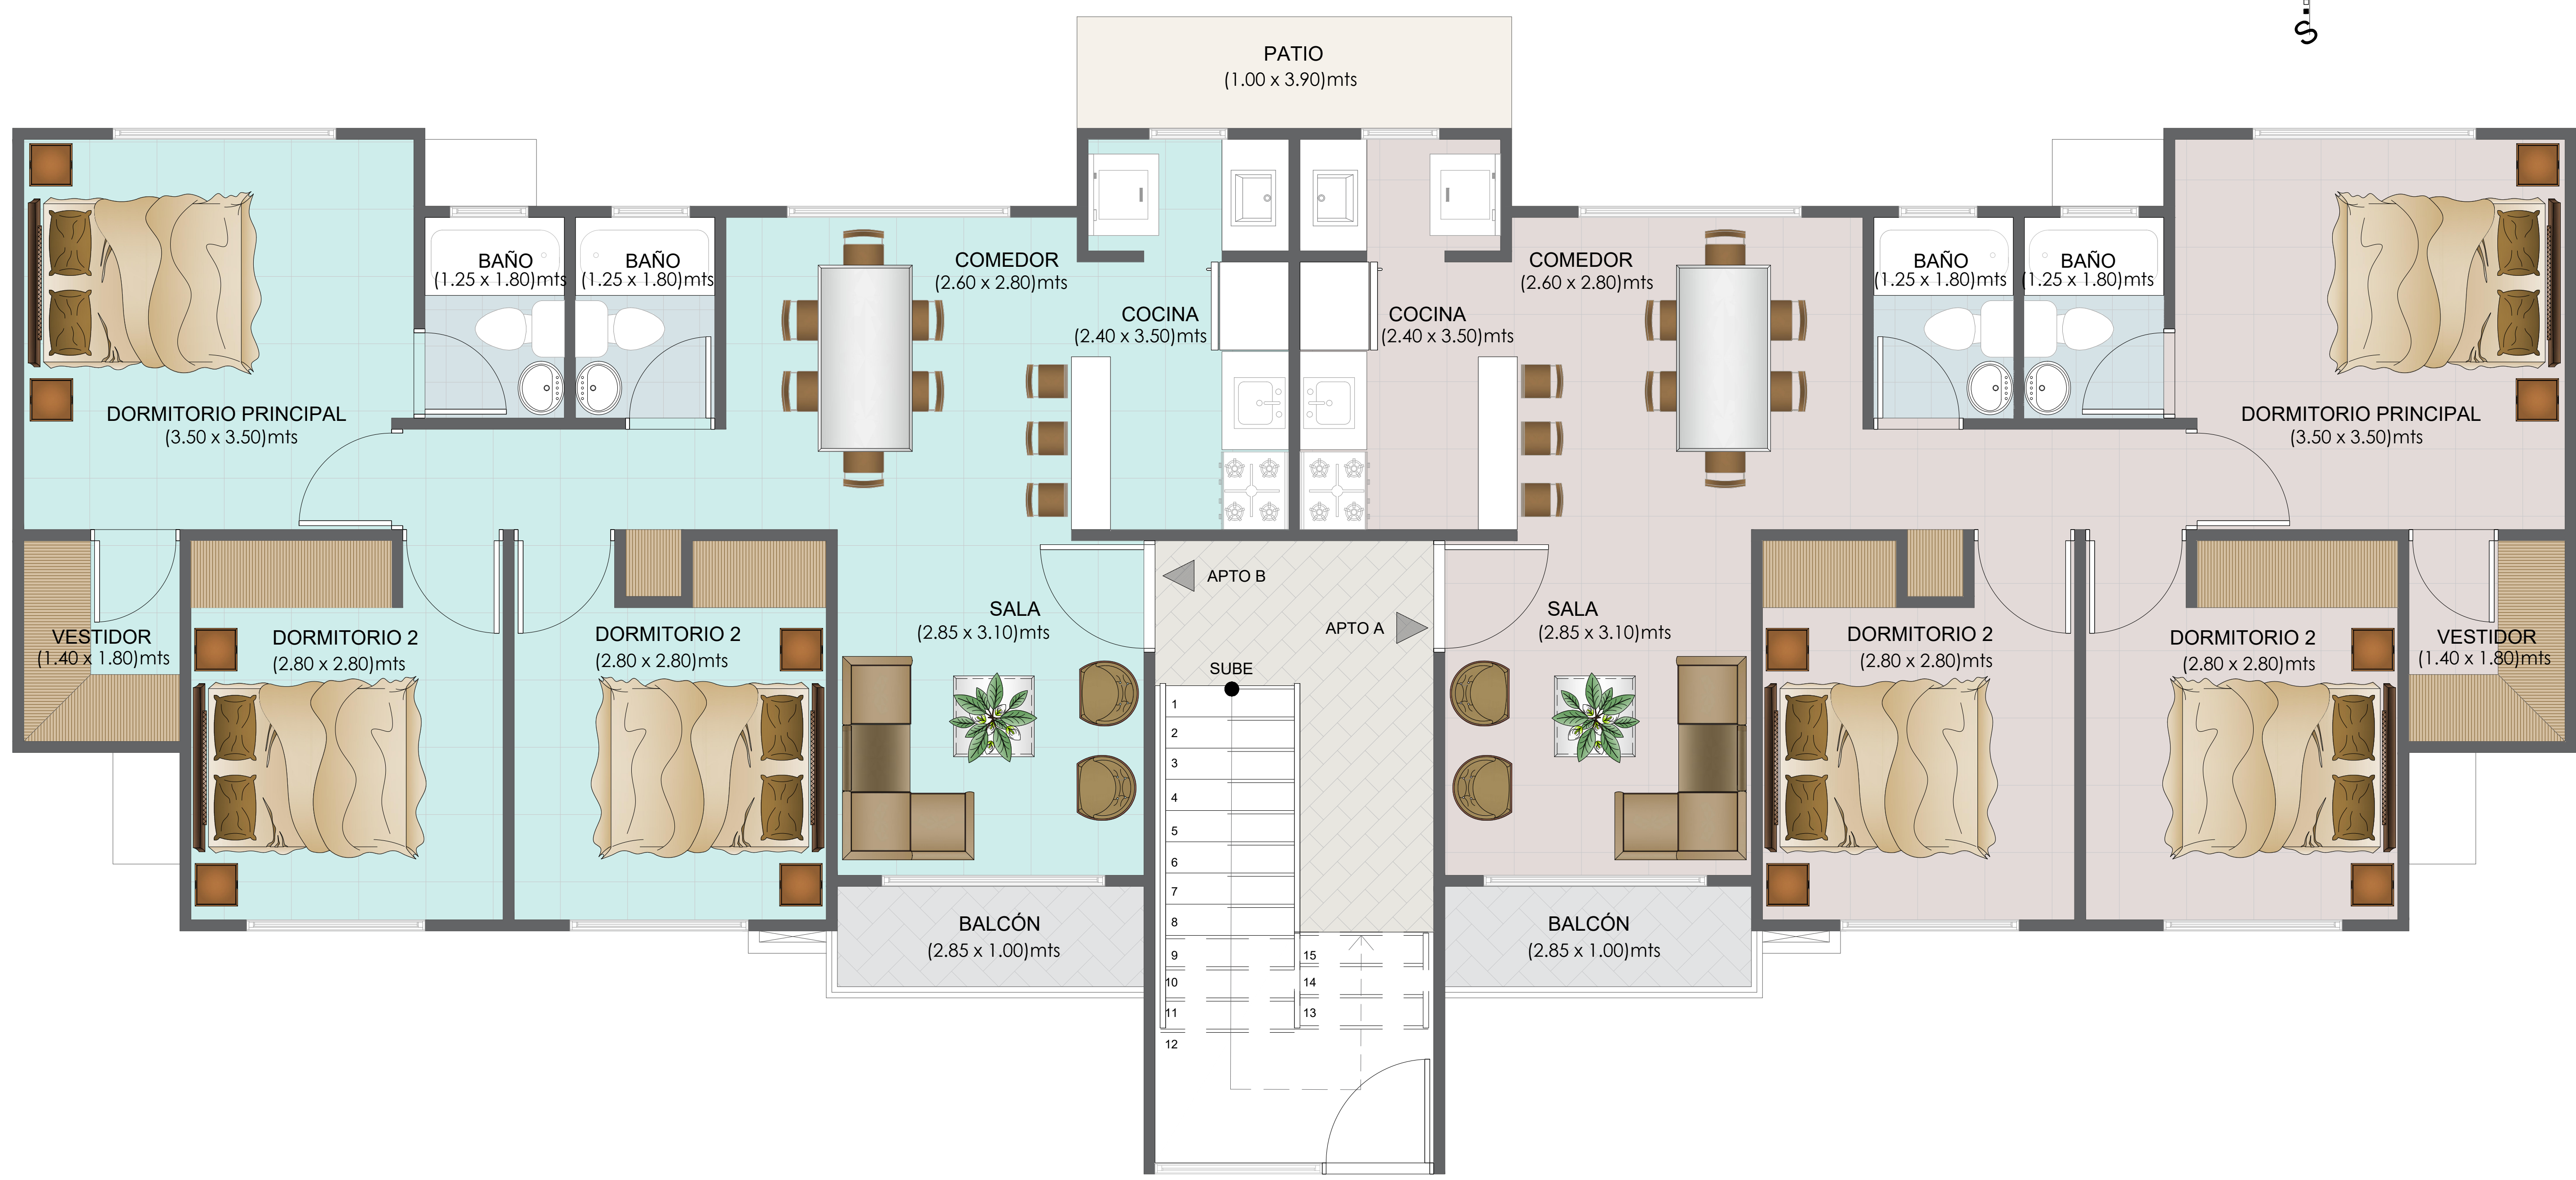 S.
PATIO
(1.00 x 3.90)mts
BAÑO
(1.25 x 1.80)mts
BAÑO
(1.25 x 1.80)mts
COMEDOR
(2.60 x 2.80)mts
COMEDOR
(2.60 x 2.80)mts
BAÑO
(1.25 x 1.80)mts
BAÑO
(1.25 x 1.80)mts
COCINA
(2.40 x 3.50)mts
COCINA
(2.40 x 3.50)mts
DORMITORIO PRINCIPAL
(3.50 x 3.50)mts
DORMITORIO PRINCIPAL
(3.50 x 3.50)mts
APTO B
APTO A
VESTIDOR
(1.40 x 1.80)mts
DORMITORIO 2
(2.80 x 2.80)mts
DORMITORIO 2
(2.80 x 2.80)mts
SALA
(2.85 x 3.10)mts
SALA
(2.85 x 3.10)mts
DORMITORIO 2
(2.80 x 2.80)mts
DORMITORIO 2
(2.80 x 2.80)mts
VESTIDOR
(1.40 x 1.80)mts
SUBE
1
2
3
4
5
6
7
8
9
10
11
12
15
14
13
BALCÓN
(2.85 x 1.00)mts
BALCÓN
(2.85 x 1.00)mts